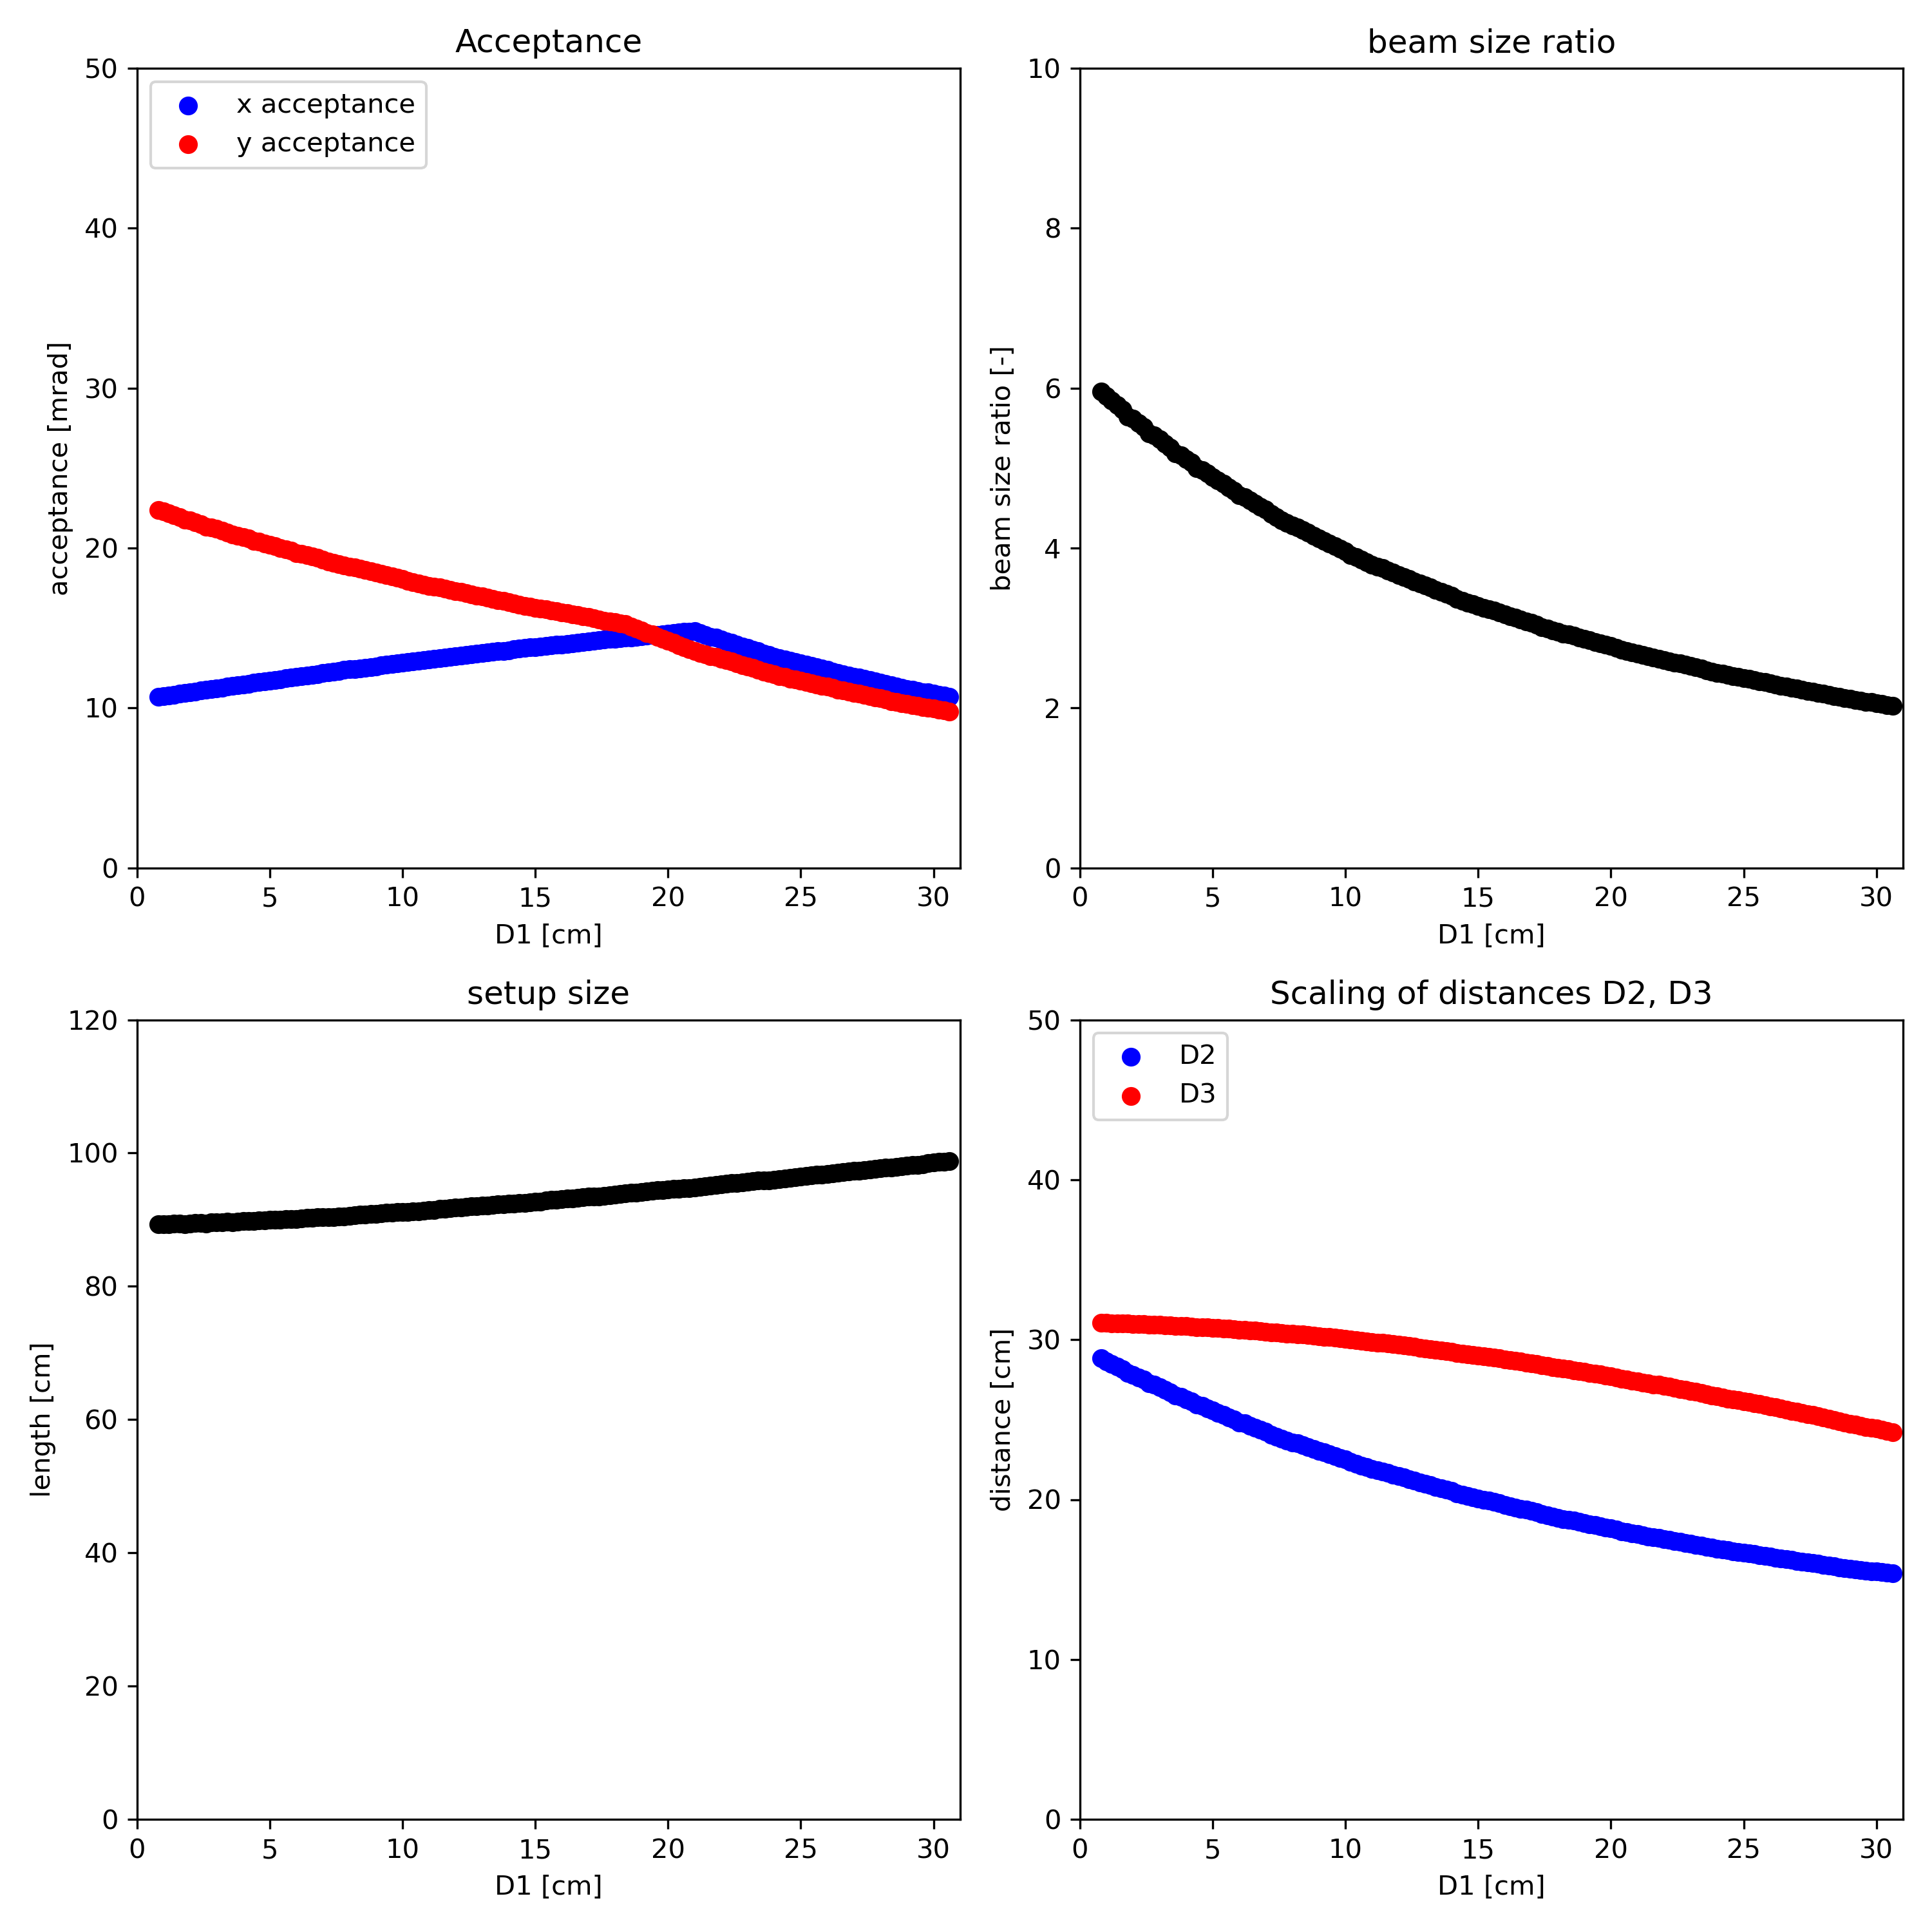 Acceptance
50
40
30
20
10
0
acceptance [mrad]
x acceptance
y acceptance
0 5 10 15 20 25 30
D1 [cm]
beam size ratio
10
8
6
4
2
0
beam size ratio [-]
0 5 10 15 20 25 30
D1 [cm]
setup size
120
100
80
60
40
20
0
length [cm]
0 5 10 15 20 25 30
D1 [cm]
Scaling of distances D2, D3
50
40
30
20
10
0
distance [cm]
D2
D3
0 5 10 15 20 25 30
D1 [cm]